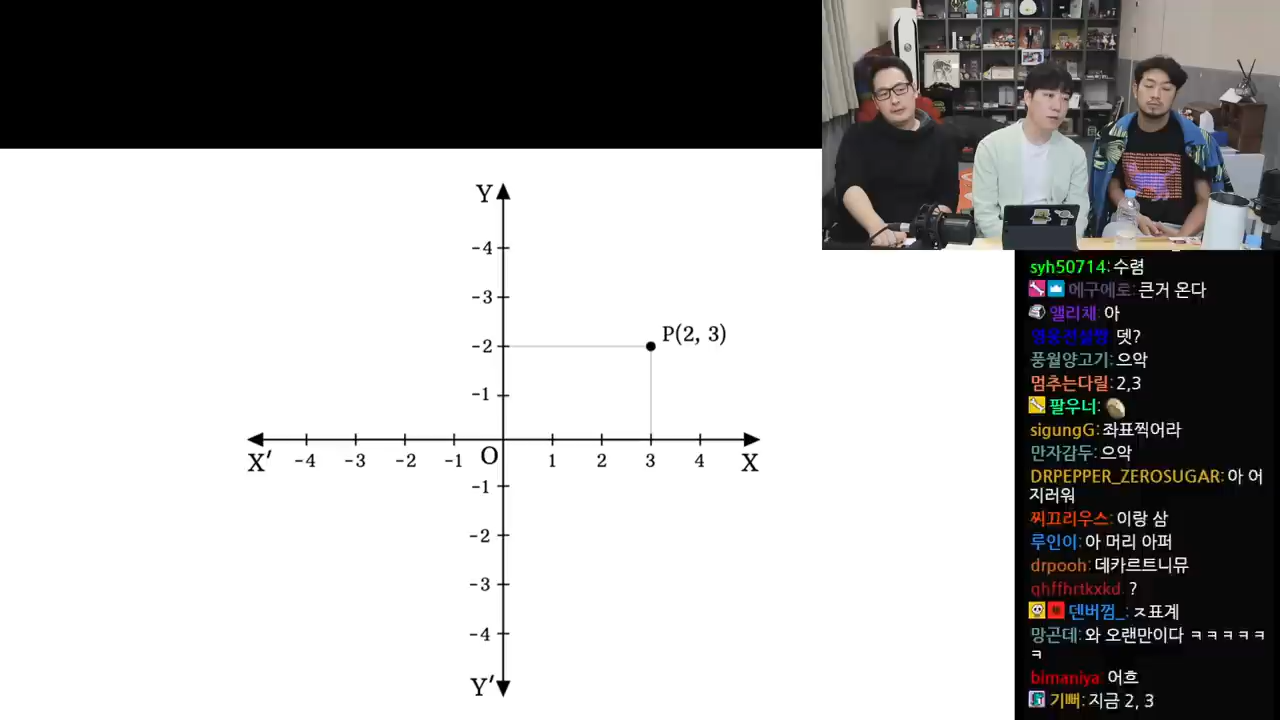 Y
-4
-3
-2
P(2, 3)
-1
X′ -4 -3 -2 -1 O 1 2 3 4 X
-1
-2
-3
-4
Y′
syh50714: 수렴
에구에로: 큰거 온다
앨리채: 아
뎃?
풍월양고기: 으악
멈추는다릴: 2,3
팔우너:
sigungG: 좌표찍어라
만자감두: 으악
DRPEPPER_ZEROSUGAR: 아 어
지러워
찌끄리우스: 이랑 삼
루인이: 아 머리 아퍼
drpooh: 데카르트니뮤
qhffhrtkxkd: ?
덴버껌_: ㅈ표계
망곤데: 와 오랜만이다 ㅋㅋㅋㅋㅋ
ㅋ
bimaniya: 어흐
기뻐: 지금 2, 3